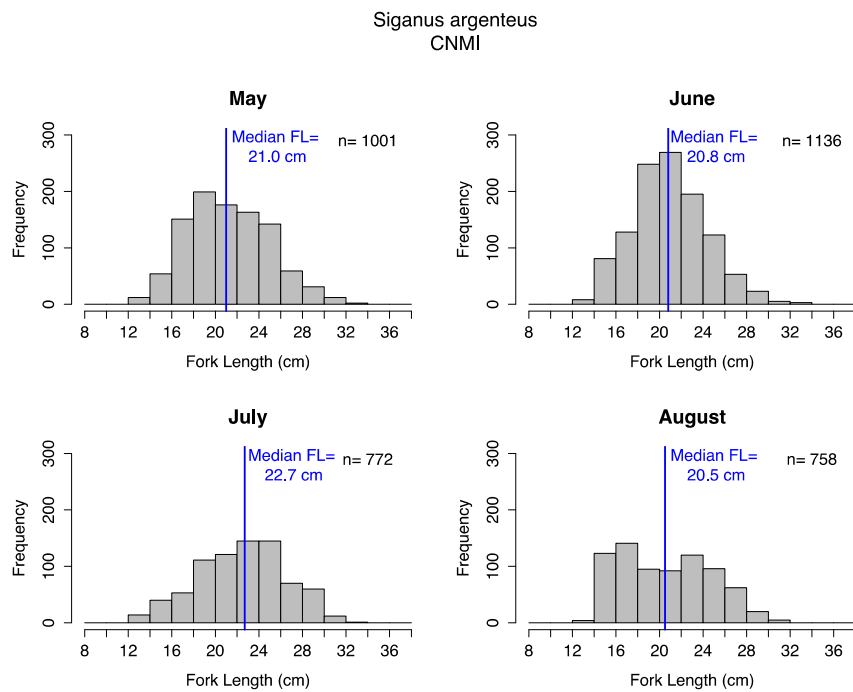 Siganus argenteus
CNMI
May
Median FL=
21.0 cm
n= 1001
Frequency
0
100
200
300
8 12 16 20 24 28 32 36
Fork Length (cm)
June
Median FL=
20.8 cm
n= 1136
Frequency
0
100
200
300
8 12 16 20 24 28 32 36
Fork Length (cm)
July
Median FL=
22.7 cm
n= 772
Frequency
0
100
200
300
8 12 16 20 24 28 32 36
Fork Length (cm)
August
Median FL=
20.5 cm
n= 758
Frequency
0
100
200
300
8 12 16 20 24 28 32 36
Fork Length (cm)